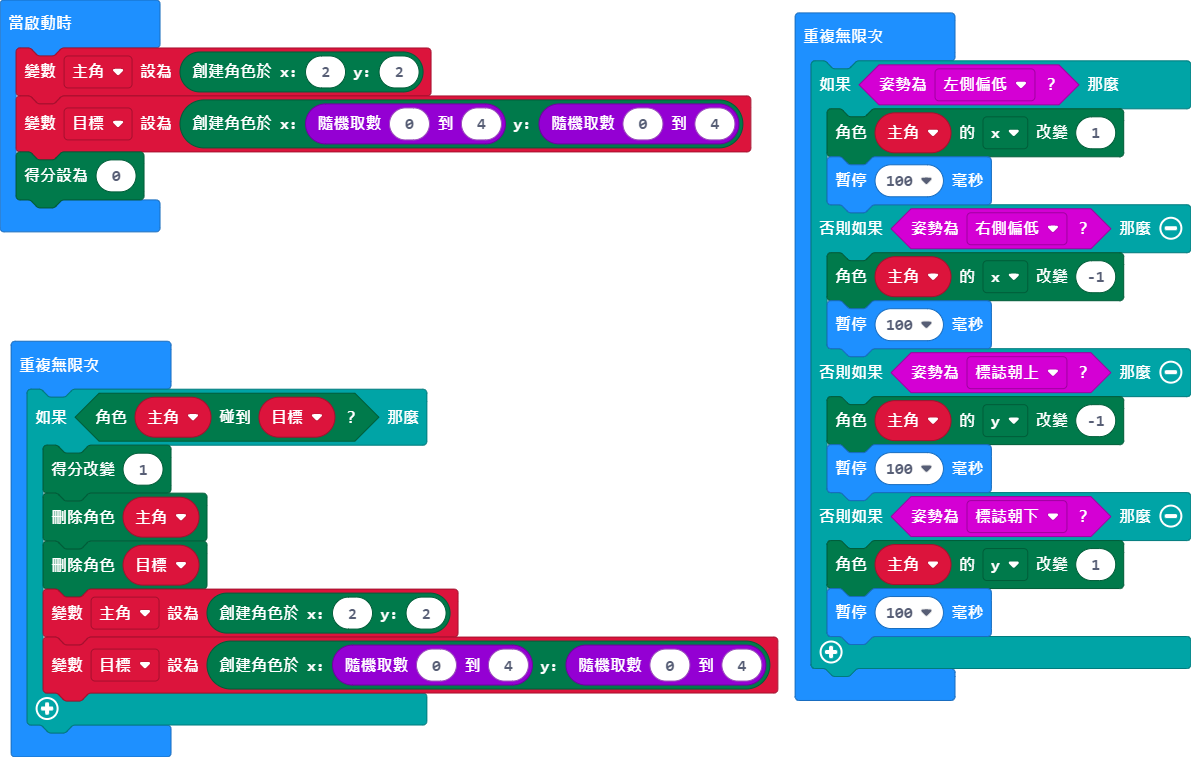 當啟動時
變數 主角 設為 創建角色於 x: 2 y: 2
變數 目標 設為 創建角色於 x: 隨機取數 0 到 4 y: 隨機取數 0 到 4
得分設為 0
重複無限次
如果 角色 主角 碰到 目標 ? 那麼
得分改變 1
刪除角色 主角
刪除角色 目標
變數 主角 設為 創建角色於 x: 2 y: 2
變數 目標 設為 創建角色於 x: 隨機取數 0 到 4 y: 隨機取數 0 到 4
重複無限次
如果 姿勢為 左側偏低 ? 那麼
角色 主角 的 x 改變 1
暫停 100 毫秒
否則如果 姿勢為 右側偏低 ? 那麼
角色 主角 的 x 改變 -1
暫停 100 毫秒
否則如果 姿勢為 標誌朝上 ? 那麼
角色 主角 的 y 改變 -1
暫停 100 毫秒
否則如果 姿勢為 標誌朝下 ? 那麼
角色 主角 的 y 改變 1
暫停 100 毫秒